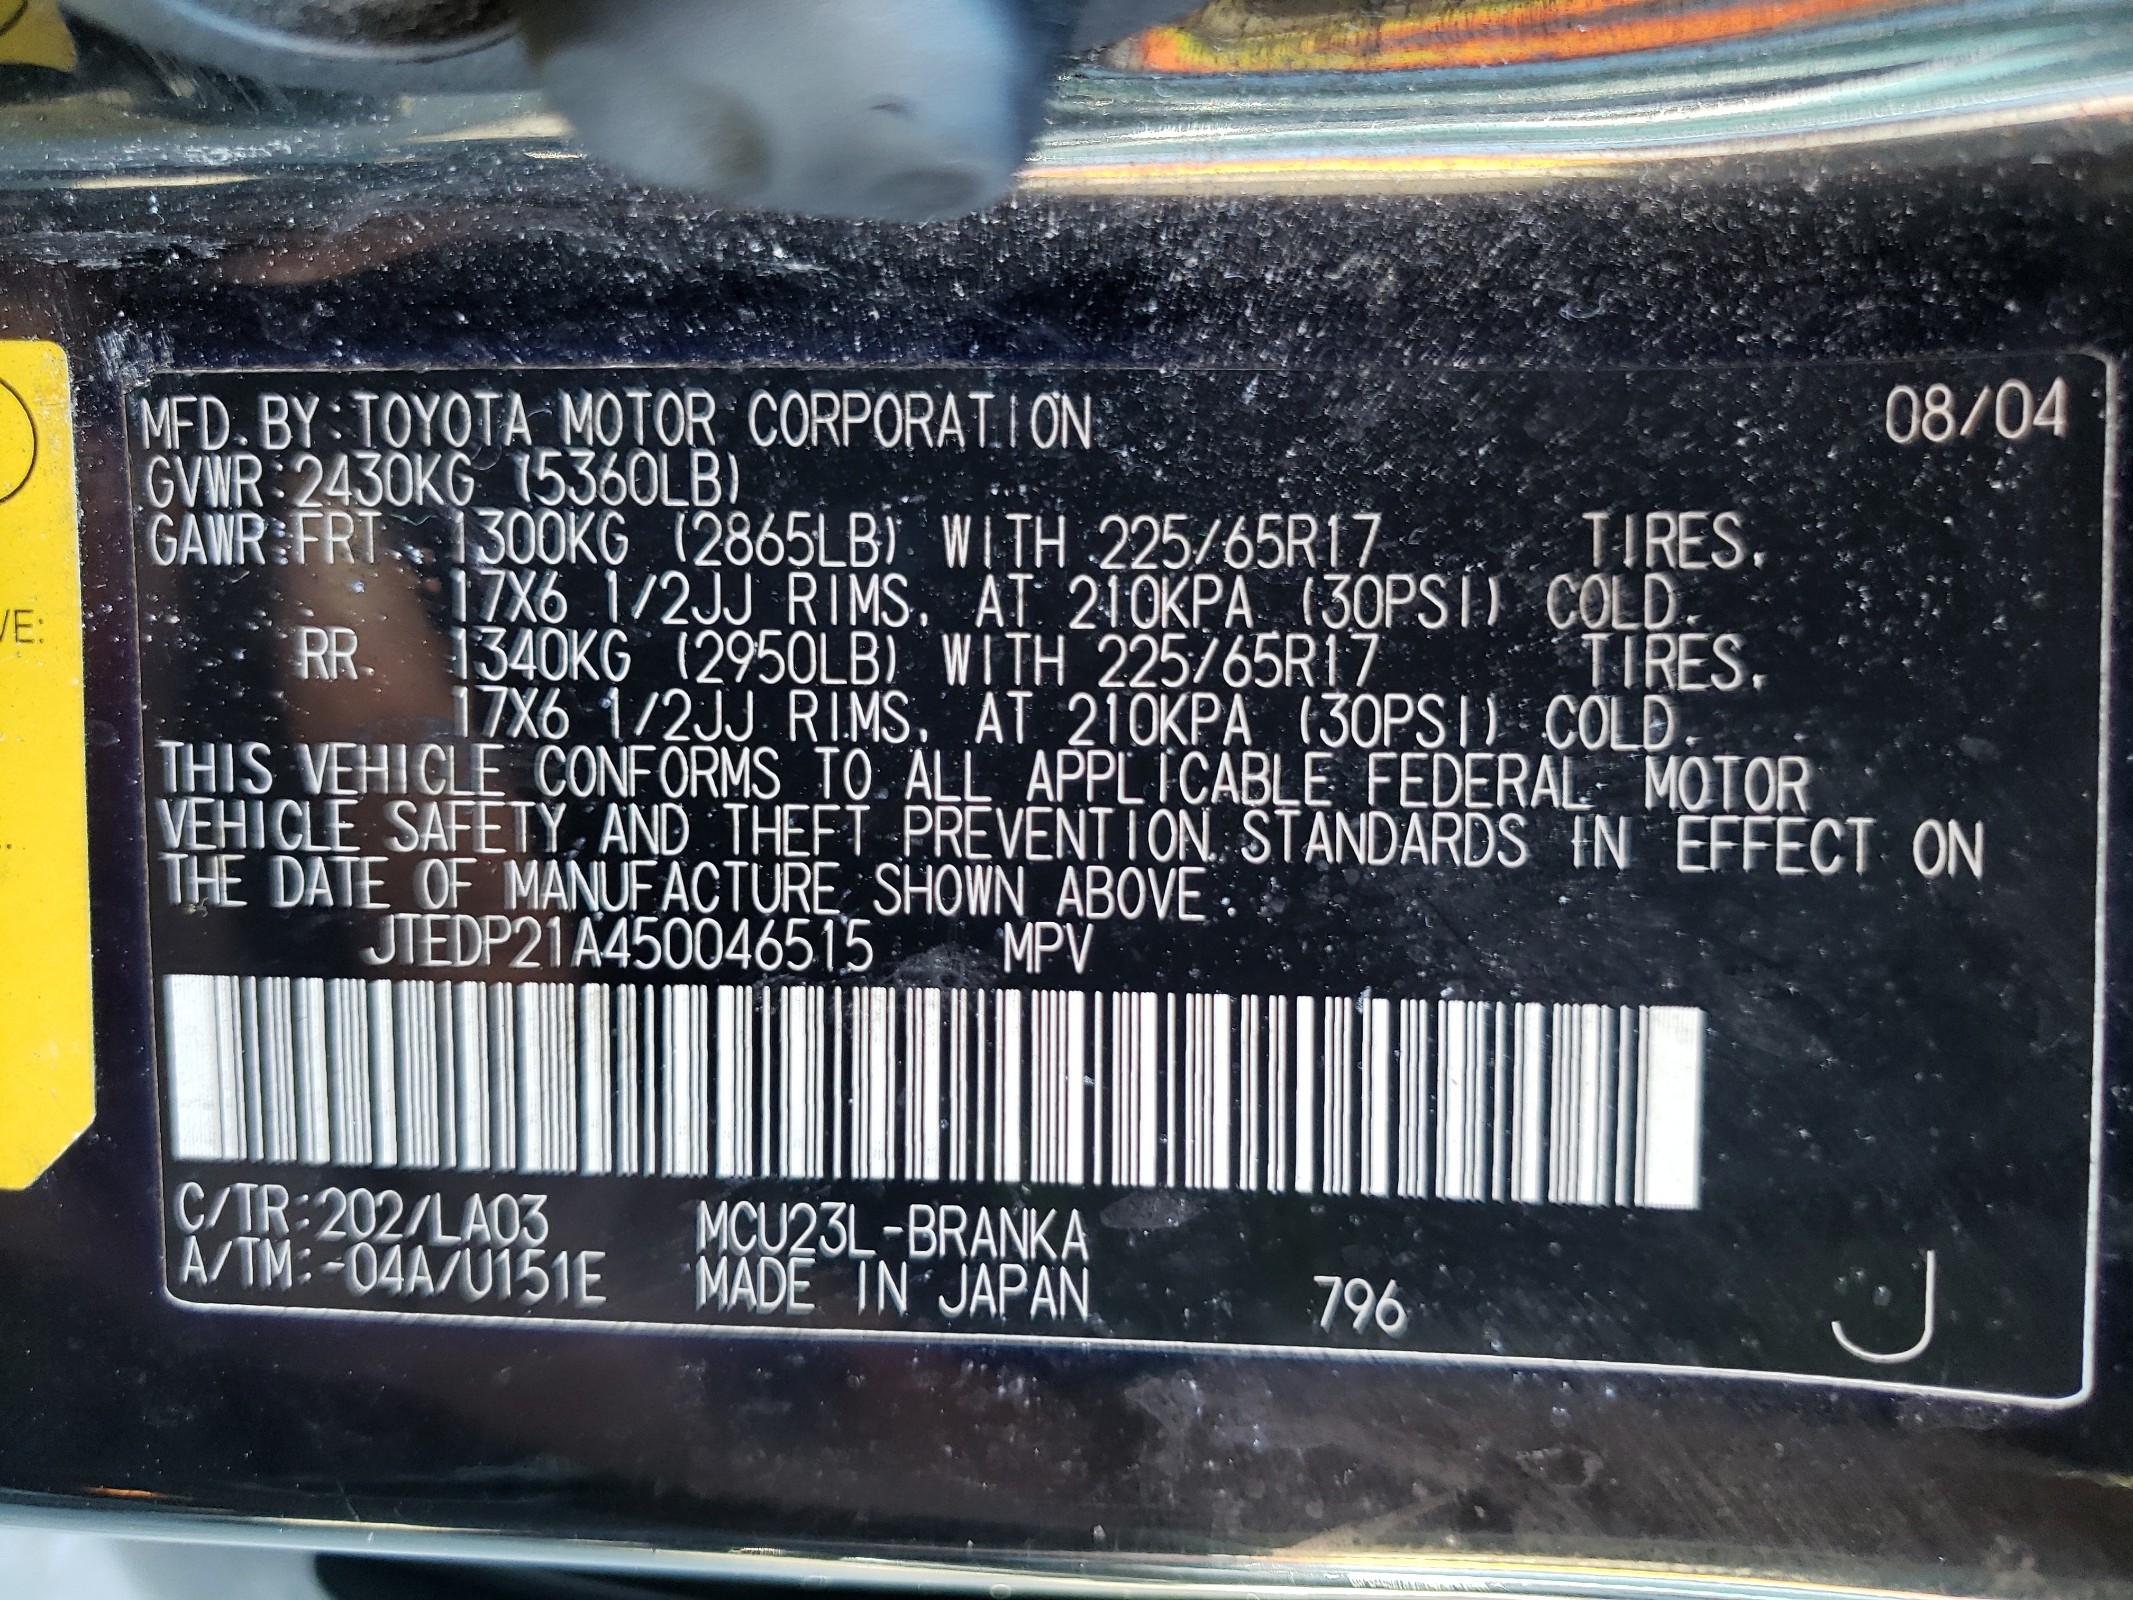 MFD. BY: TOYOTA MOTOR CORPORATION 08/04
GVWR: 2430KG (5360LB)
GAWR: FRT 1300KG (2865LB) WITH 225/65R17 TIRES,
17X6 1/2JJ RIMS, AT 210KPA (30PSI) COLD.
RR 1340KG (2950LB) WITH 225/65R17 TIRES,
17X6 1/2JJ RIMS, AT 210KPA (30PSI) COLD.
THIS VEHICLE CONFORMS TO ALL APPLICABLE FEDERAL MOTOR
VEHICLE SAFETY AND THEFT PREVENTION STANDARDS IN EFFECT ON
THE DATE OF MANUFACTURE SHOWN ABOVE.
JTEDP21A450046515 MPV
C/TR: 202/LA03 MCU23L-BRANKA
A/TM: -04A/U151E MADE IN JAPAN 796 J